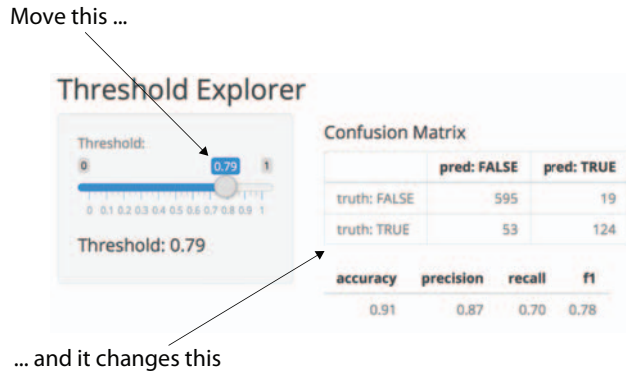 Move this ...
Threshold Explorer
Threshold:
0 0.79 1
0 0.1 0.2 0.3 0.4 0.5 0.6 0.7 0.8 0.9 1
Threshold: 0.79
Confusion Matrix
pred: FALSE pred: TRUE
truth: FALSE 595 19
truth: TRUE 53 124
accuracy precision recall f1
0.91 0.87 0.70 0.78
... and it changes this